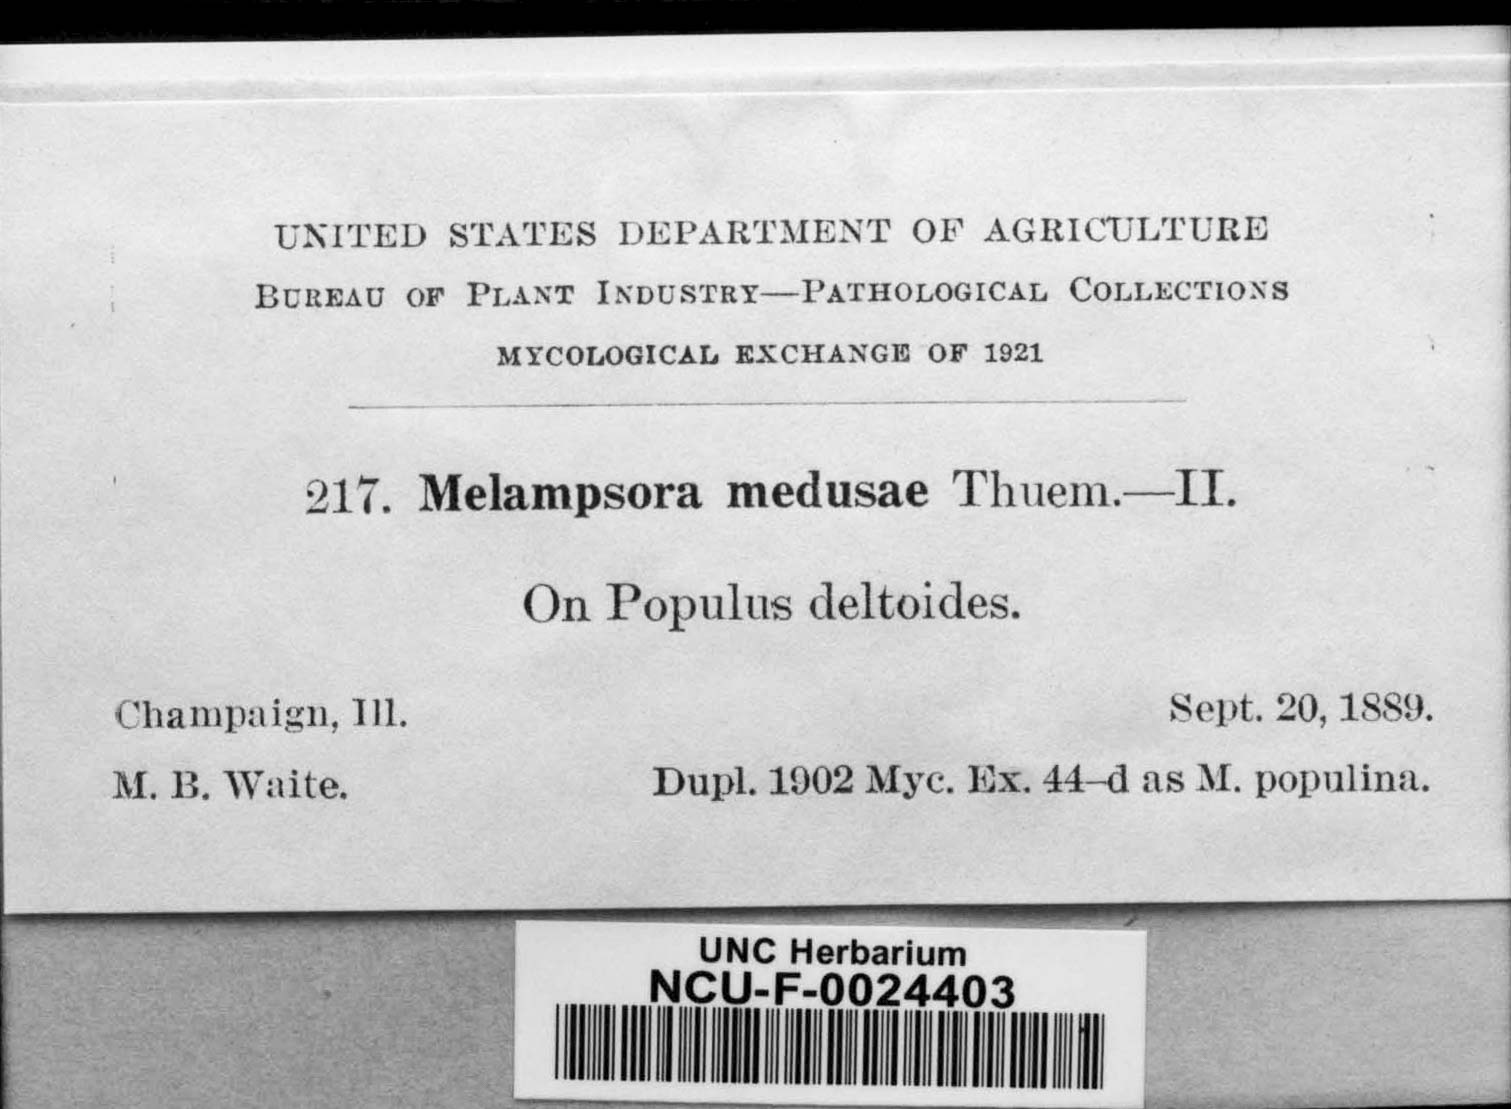 UNITED STATES DEPARTMENT OF AGRICULTURE
BUREAU OF PLANT INDUSTRY—PATHOLOGICAL COLLECTIONS
MYCOLOGICAL EXCHANGE OF 1921
217. Melampsora medusae Thuem.—II.
On Populus deltoides.
Champaign, Ill. Sept. 20, 1889.
M. B. Waite. Dupl. 1902 Myc. Ex. 44–d as M. populina.
UNC Herbarium
NCU-F-0024403